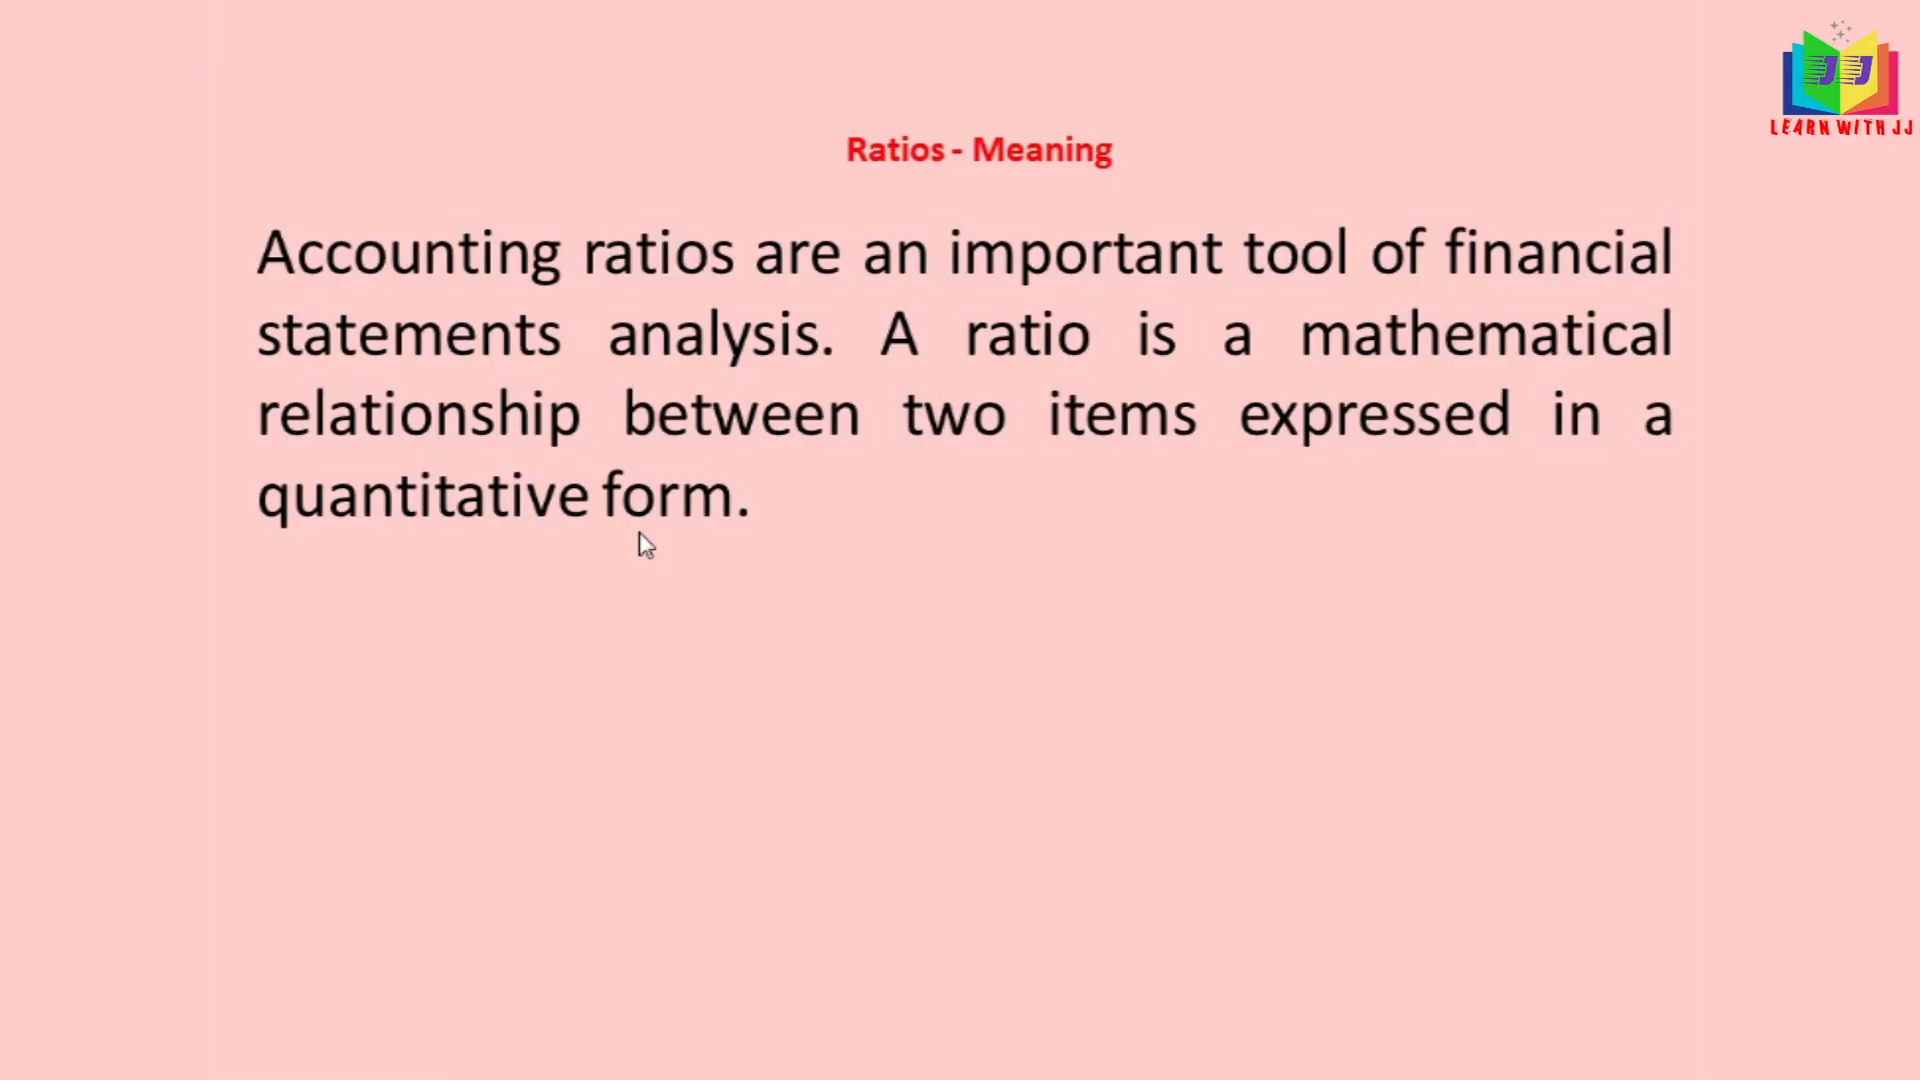 JJ
LEARN WITH JJ
Ratios - Meaning
Accounting ratios are an important tool of financial
statements analysis. A ratio is a mathematical
relationship between two items expressed in a
quantitative form.